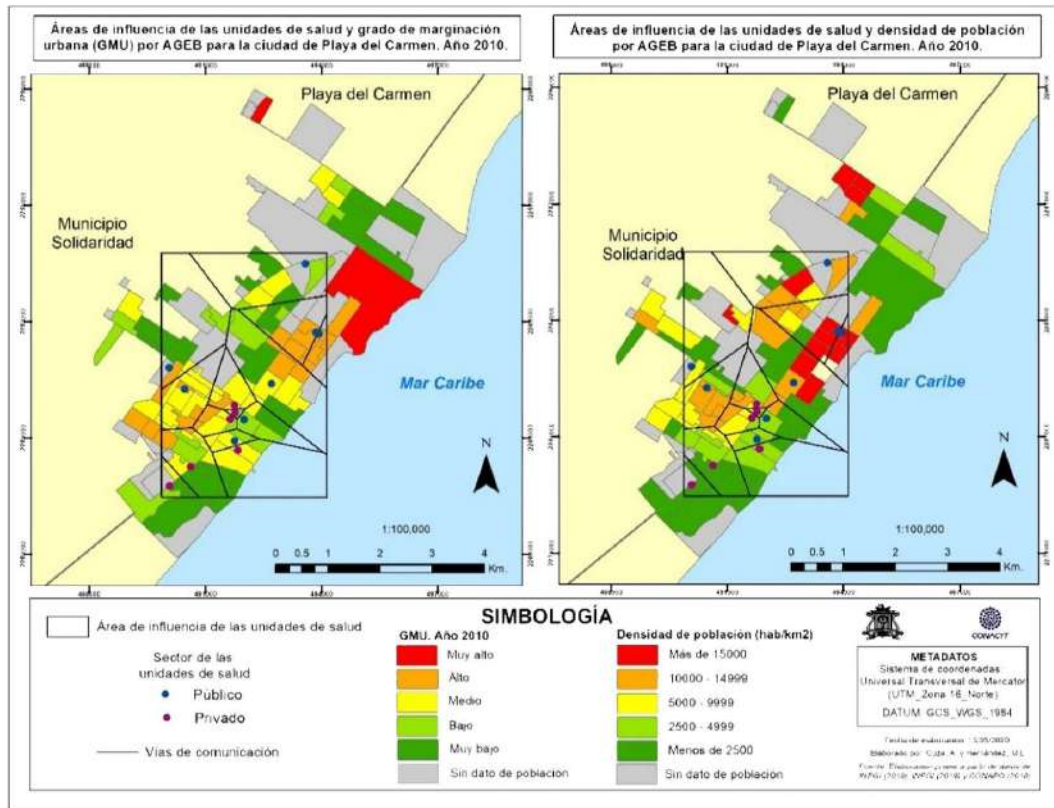 Áreas de influencia de las unidades de salud y grado de marginación
urbana (GMU) por AGEB para la ciudad de Playa del Carmen. Año 2010.
Áreas de influencia de las unidades de salud y densidad de población
por AGEB para la ciudad de Playa del Carmen. Año 2010.
Playa del Carmen
Municipio
Solidaridad
Mar Caribe
N
1:100,000
0 0.5 1 2 3 4
Km.
Playa del Carmen
Municipio
Solidaridad
Mar Caribe
N
1:100,000
0 0.5 1 2 3 4
Km.
SIMBOLOGÍA
Área de influencia de las unidades de salud
Sector de las
unidades de salud
Público
Privado
Vías de comunicación
GMU. Año 2010
Muy alto
Alto
Medio
Bajo
Muy bajo
Sin dato de población
Densidad de población (hab/km2)
Más de 15000
10000 - 14999
5000 - 9999
2500 - 4999
Menos de 2500
Sin dato de población
CONACYT
METADATOS
Sistema de coordenadas
Universal Transversal de Mercator
(UTM_Zona 16_Norte)
DATUM: GCS_WGS_1984